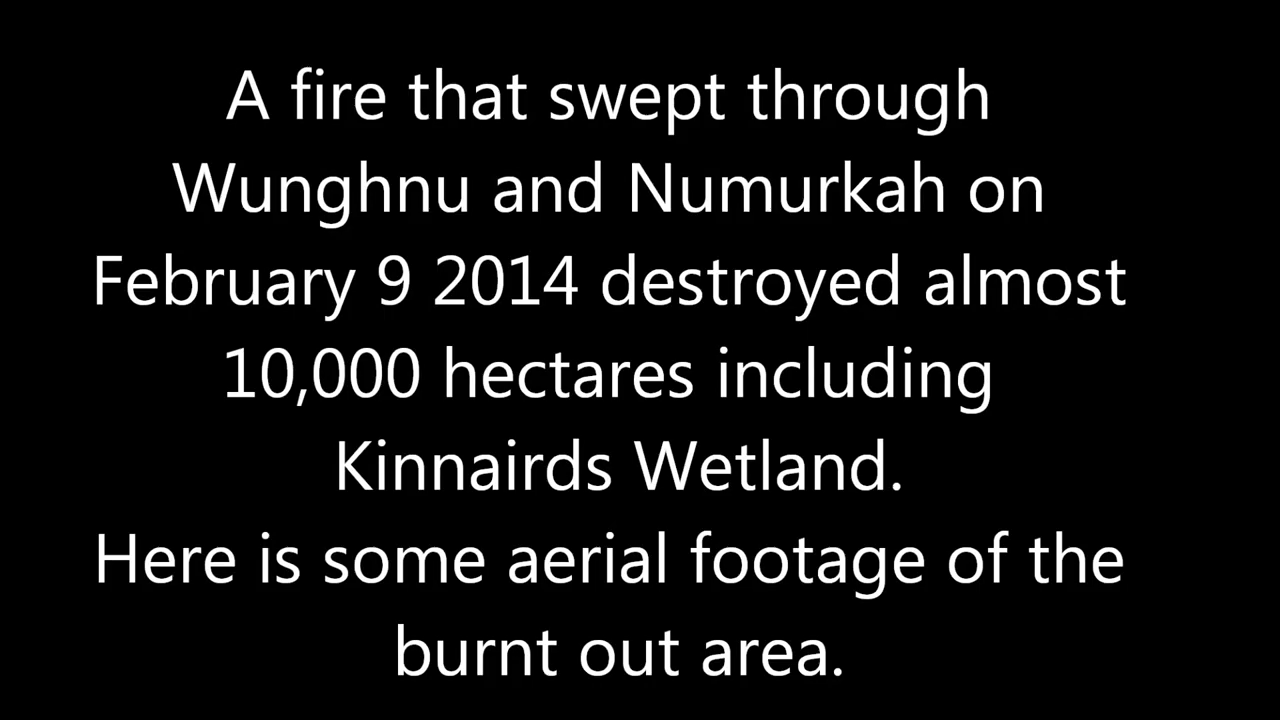 A fire that swept through
Wunghnu and Numurkah on
February 9 2014 destroyed almost
10,000 hectares including
Kinnairds Wetland.
Here is some aerial footage of the
burnt out area.